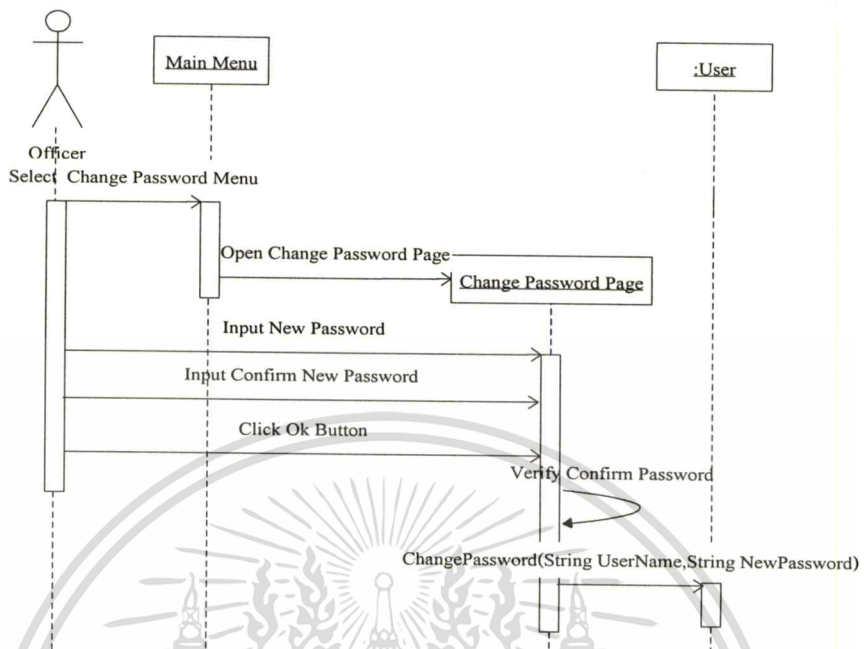 Main Menu
:User
Officer
Select Change Password Menu
Open Change Password Page
Change Password Page
Input New Password
Input Confirm New Password
Click Ok Button
Verify Confirm Password
ChangePassword(String UserName,String NewPassword)